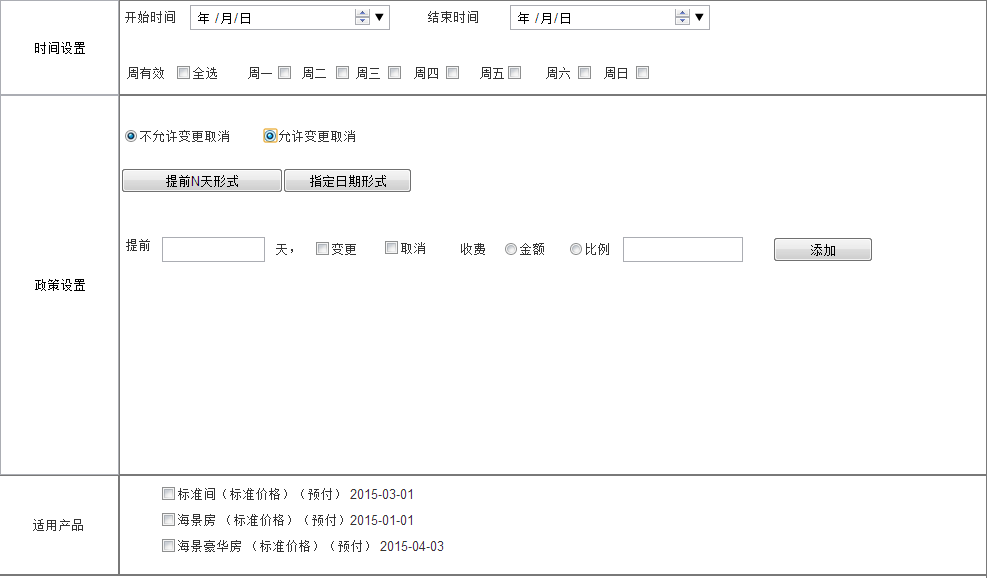 开始时间 年 /月/日 结束时间 年 /月/日
时间设置
周有效 全选 周一 周二 周三 周四 周五 周六 周日
不允许变更取消 允许变更取消
提前N天形式 指定日期形式
提前 天， 变更 取消 收费 金额 比例 添加
政策设置
标准间（标准价格）（预付） 2015-03-01
海景房 （标准价格）（预付）2015-01-01
适用产品
海景豪华房 （标准价格）（预付） 2015-04-03